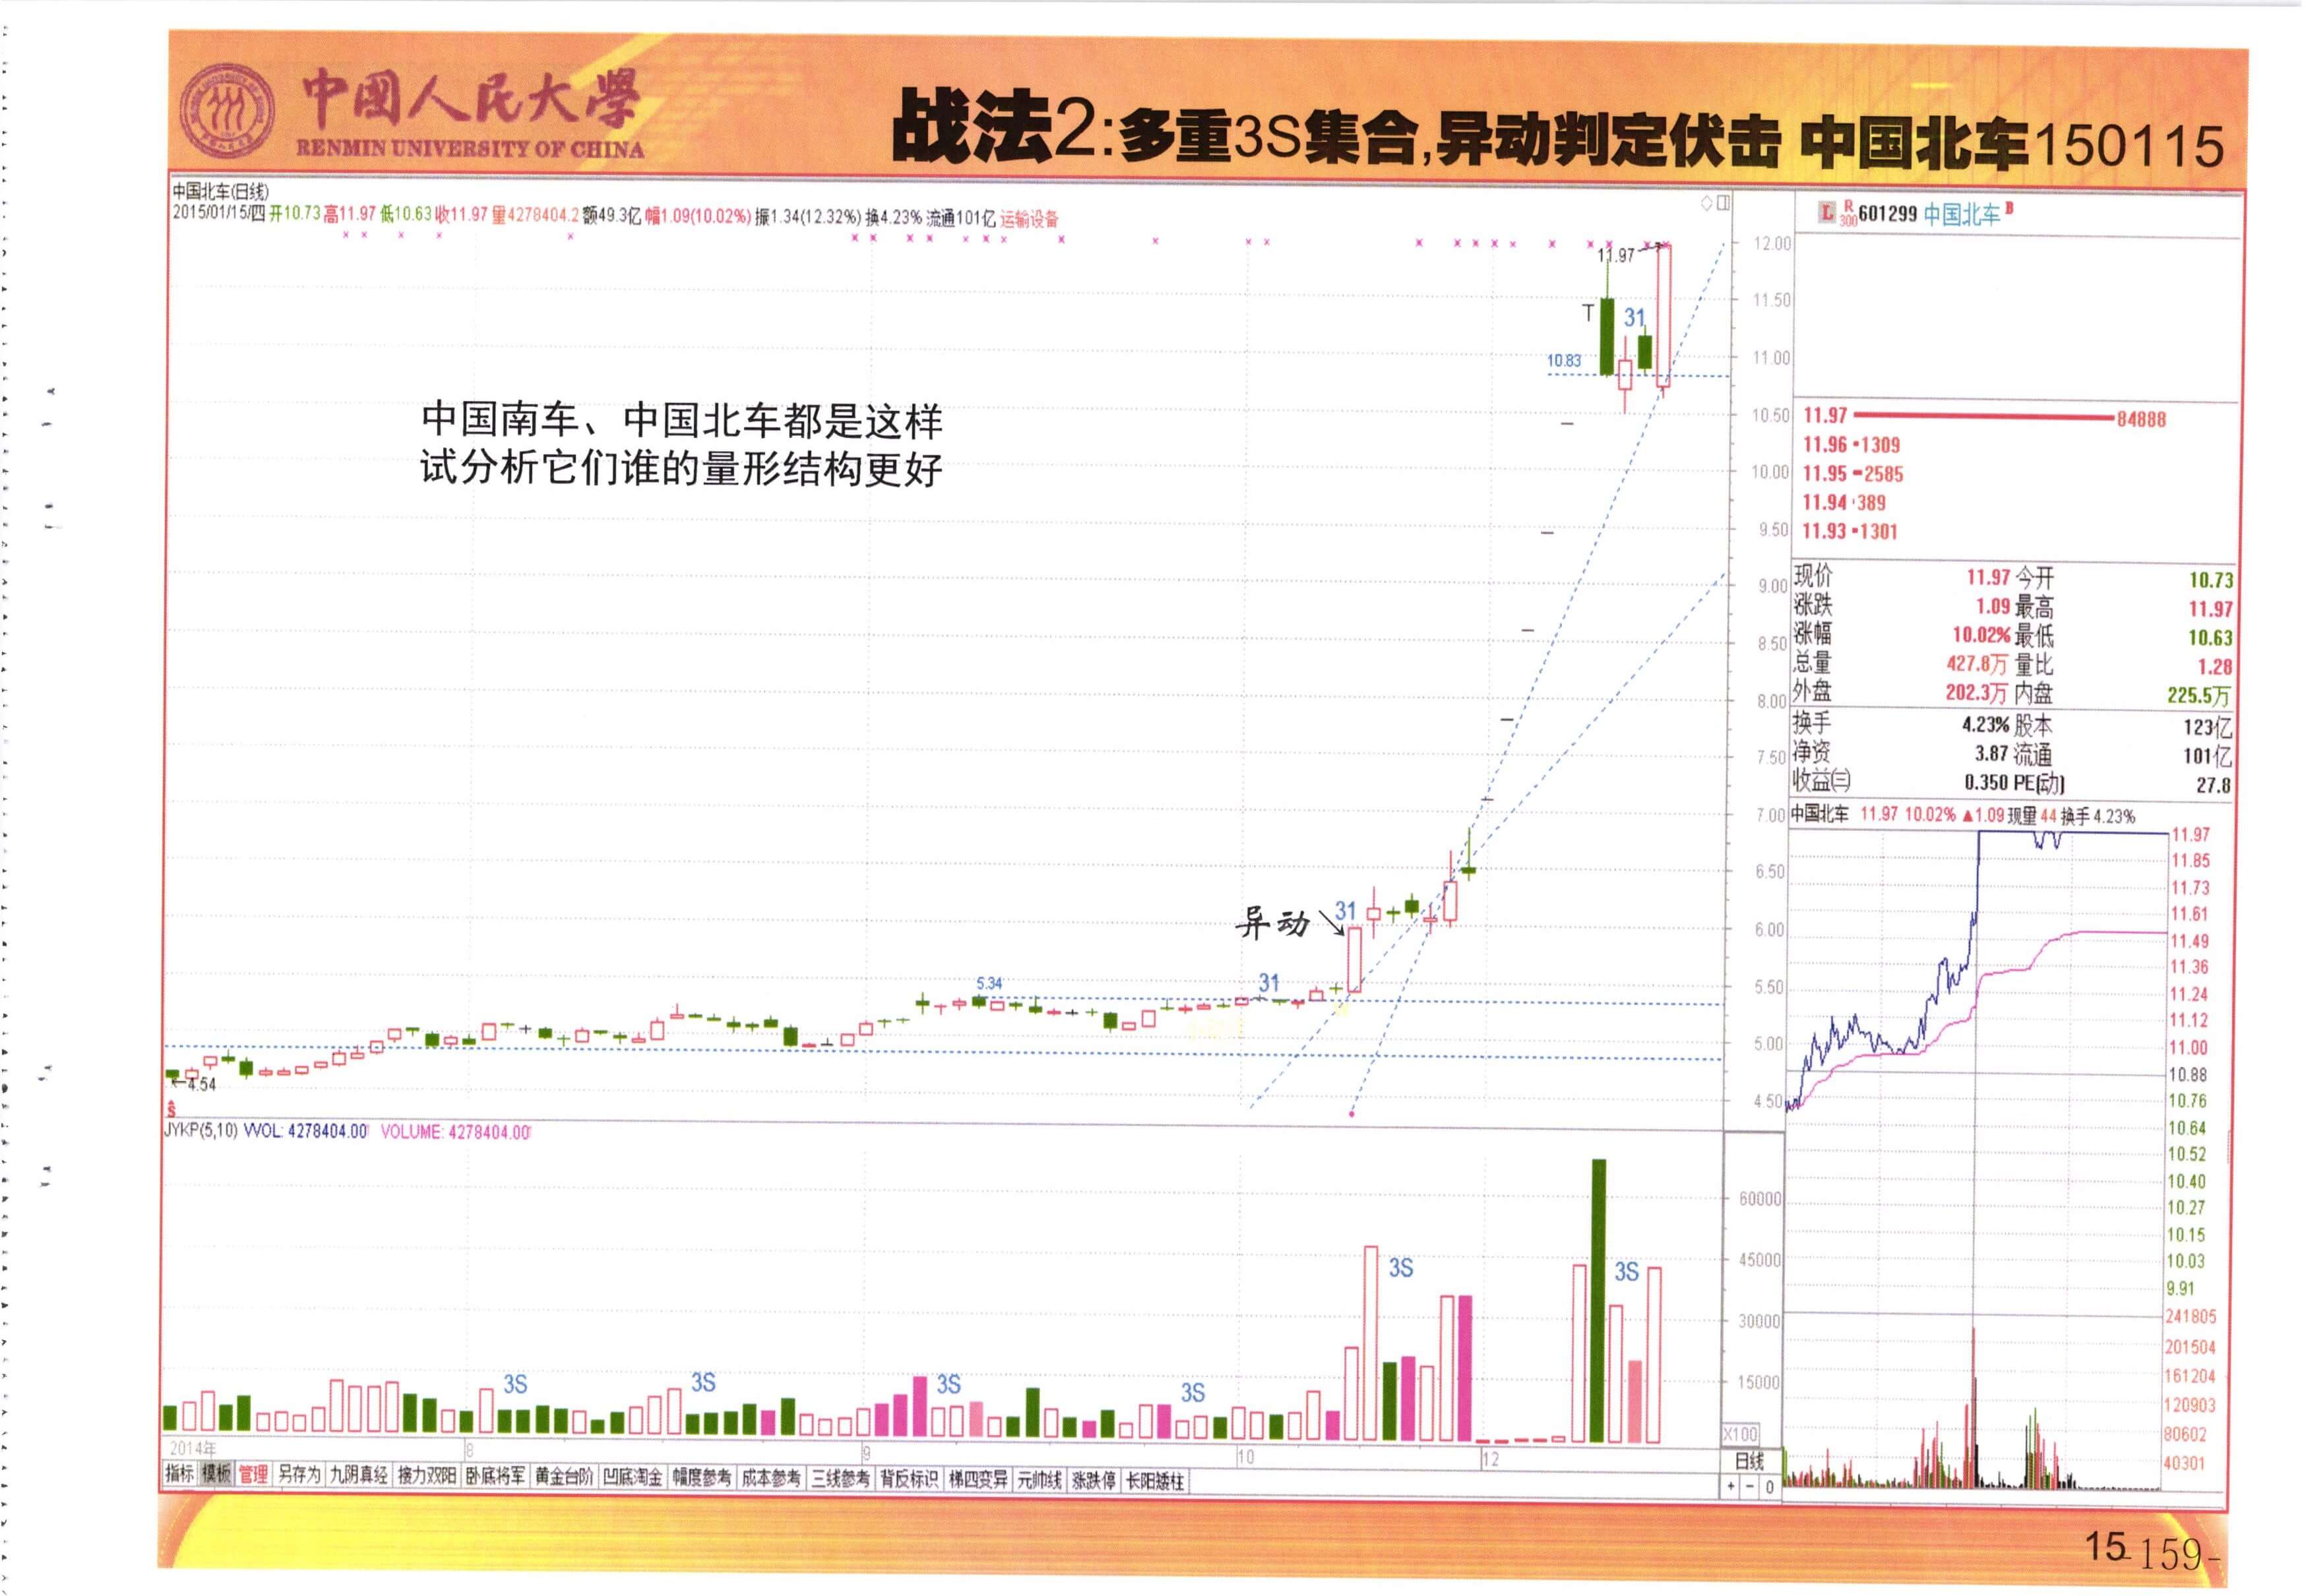 中国人民大学
RENMIN UNIVERSITY OF CHINA
战法2:多重3S集合,异动判定伏击 中国北车150115
中国北车(日线)
2015/01/15/四 开10.73 高11.97 低10.63 收11.97 量4278404.2 额49.3亿 幅1.09(10.02%) 振1.34(12.32%) 换4.23% 流通101亿 运输设备
中国南车、中国北车都是这样
试分析它们谁的量形结构更好
11.97
T
31
10.83
异动
31
31
5.34
4.54
S
12.00
11.50
11.00
10.50
10.00
9.50
9.00
8.50
8.00
7.50
7.00
6.50
6.00
5.50
5.00
4.50
JYKP(5,10) VVOL: 4278404.00 VOLUME: 4278404.00
3S
3S
3S
3S
3S
3S
60000
45000
30000
15000
X100
2014年 8 9 10 12 日线
指标 模板 管理 另存为 九阴真经 接力双阳 卧底将军 黄金台阶 凹底淘金 幅度参考 成本参考 三线参考 背反标识 梯四变异 元帅线 涨跌停 长阳矮柱
+ - 0
L R 300 601299 中国北车 B
11.97 84888
11.96 1309
11.95 2585
11.94 389
11.93 1301
现价 11.97 今开 10.73
涨跌 1.09 最高 11.97
涨幅 10.02% 最低 10.63
总量 427.8万 量比 1.28
外盘 202.3万 内盘 225.5万
换手 4.23% 股本 123亿
净资 3.87 流通 101亿
收益㈢ 0.350 PE(动) 27.8
中国北车 11.97 10.02% ▲1.09 现量44 换手4.23%
11.97
11.85
11.73
11.61
11.49
11.36
11.24
11.12
11.00
10.88
10.76
10.64
10.52
10.40
10.27
10.15
10.03
9.91
241805
201504
161204
120903
80602
40301
15
-159-